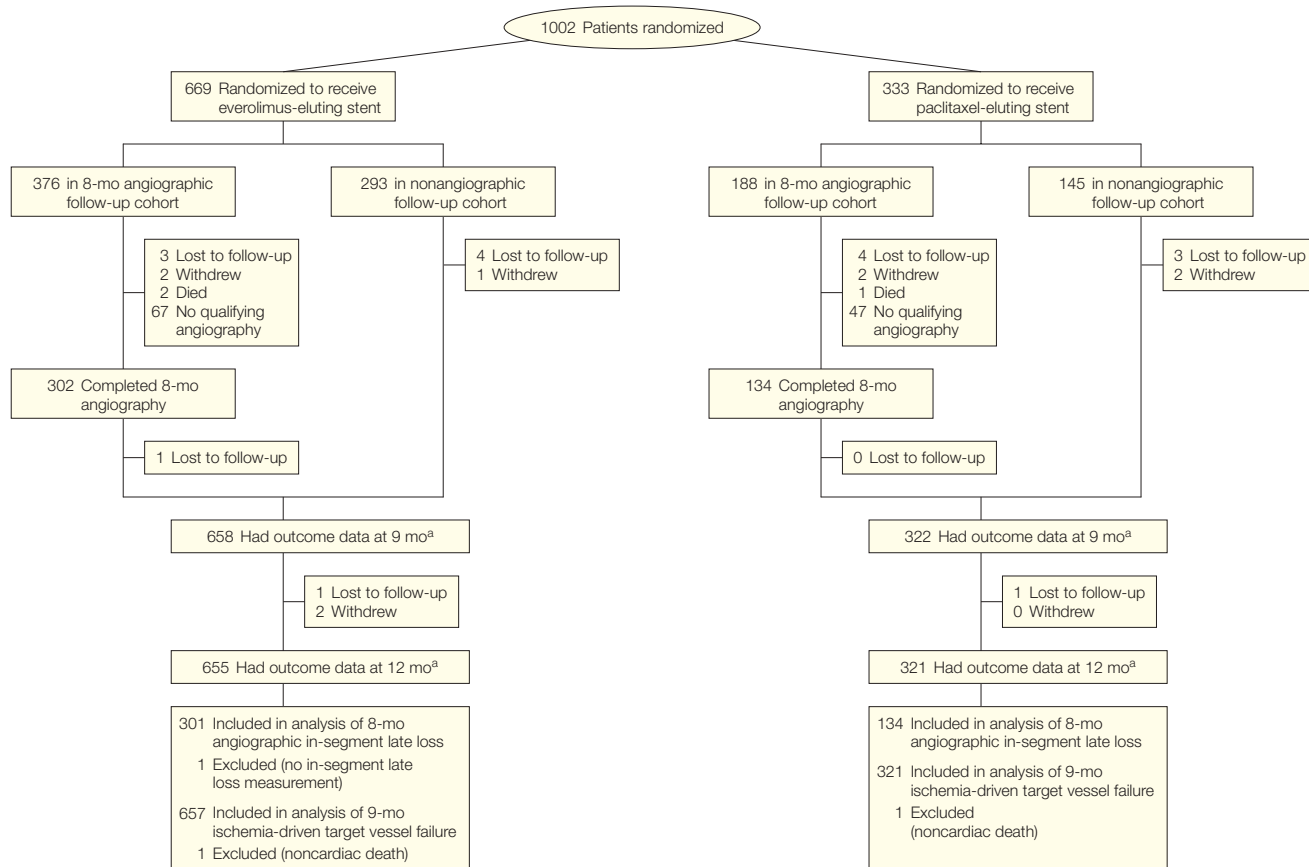 1002 Patients randomized
669 Randomized to receive
everolimus-eluting stent
333 Randomized to receive
paclitaxel-eluting stent
376 in 8-mo angiographic
follow-up cohort
293 in nonangiographic
follow-up cohort
188 in 8-mo angiographic
follow-up cohort
145 in nonangiographic
follow-up cohort
3 Lost to follow-up
2 Withdrew
2 Died
67 No qualifying
angiography
4 Lost to follow-up
1 Withdrew
4 Lost to follow-up
2 Withdrew
1 Died
47 No qualifying
angiography
3 Lost to follow-up
2 Withdrew
302 Completed 8-mo
angiography
134 Completed 8-mo
angiography
1 Lost to follow-up
0 Lost to follow-up
658 Had outcome data at 9 moᵃ
322 Had outcome data at 9 moᵃ
1 Lost to follow-up
2 Withdrew
1 Lost to follow-up
0 Withdrew
655 Had outcome data at 12 moᵃ
321 Had outcome data at 12 moᵃ
301 Included in analysis of 8-mo
angiographic in-segment late loss
1 Excluded (no in-segment late
loss measurement)
657 Included in analysis of 9-mo
ischemia-driven target vessel failure
1 Excluded (noncardiac death)
134 Included in analysis of 8-mo
angiographic in-segment late loss
321 Included in analysis of 9-mo
ischemia-driven target vessel failure
1 Excluded
(noncardiac death)